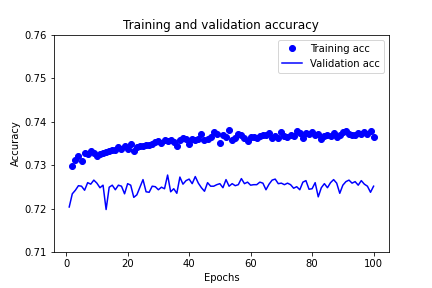 Training and validation accuracy
0.76
0.75
0.74
0.73
0.72
0.71
Accuracy
Training acc
Validation acc
0 20 40 60 80 100
Epochs